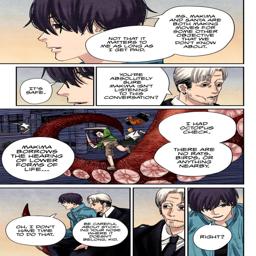 MS. MAKIMA
AND SANTA ARE
BOTH MAKING
MOVES FOR
SOME OTHER
OBJECTIVE
THAT WE
DON'T KNOW
ABOUT.
NOT THAT IT
MATTERS TO
ME AS LONG AS
I GET PAID.
YOU'RE
ABSOLUTELY
SURE
MAKIMA ISN'T
LISTENING
TO THIS
CONVERSATION?
IT'S
SAFE.
I HAD
OCTOPUS
CHECK.
THERE ARE
NO RATS,
BIRDS, OR
ANYTHING
NEARBY.
MAKIMA
BORROWS
THE HEARING
OF LOWER
FORMS OF
LIFE...
RIGHT?
BE CAREFUL
ABOUT STICK-
ING YOUR NOSE
WHERE IT
DOESN'T
BELONG, KID.
OH, I DON'T
HAVE TIME
TO DO THAT.